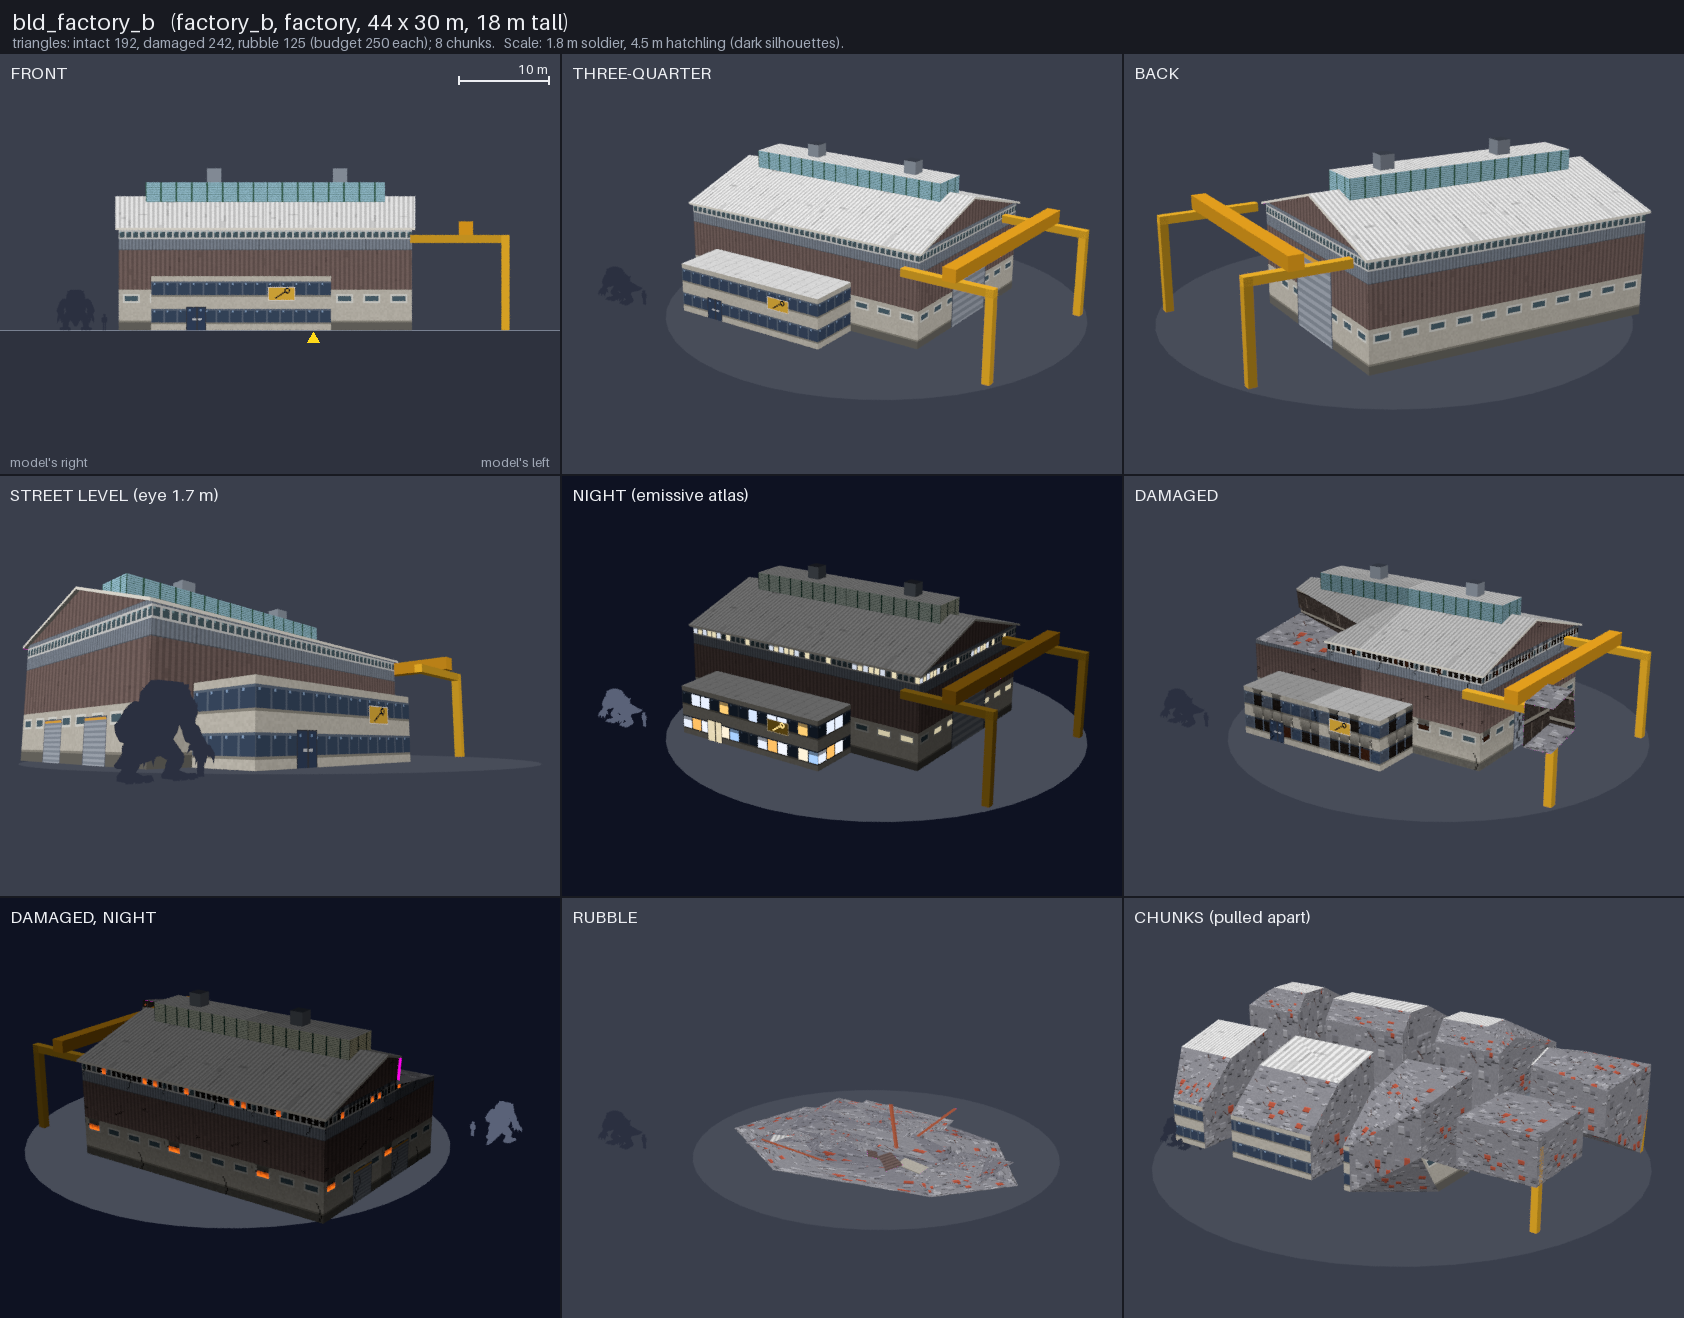 bld_factory_b (factory_b, factory, 44 x 30 m, 18 m tall)
triangles: intact 192, damaged 242, rubble 125 (budget 250 each); 8 chunks. Scale: 1.8 m soldier, 4.5 m hatchling (dark silhouettes).
FRONT
10 m
THREE-QUARTER
BACK
model's right
model's left
STREET LEVEL (eye 1.7 m)
NIGHT (emissive atlas)
DAMAGED
DAMAGED, NIGHT
RUBBLE
CHUNKS (pulled apart)